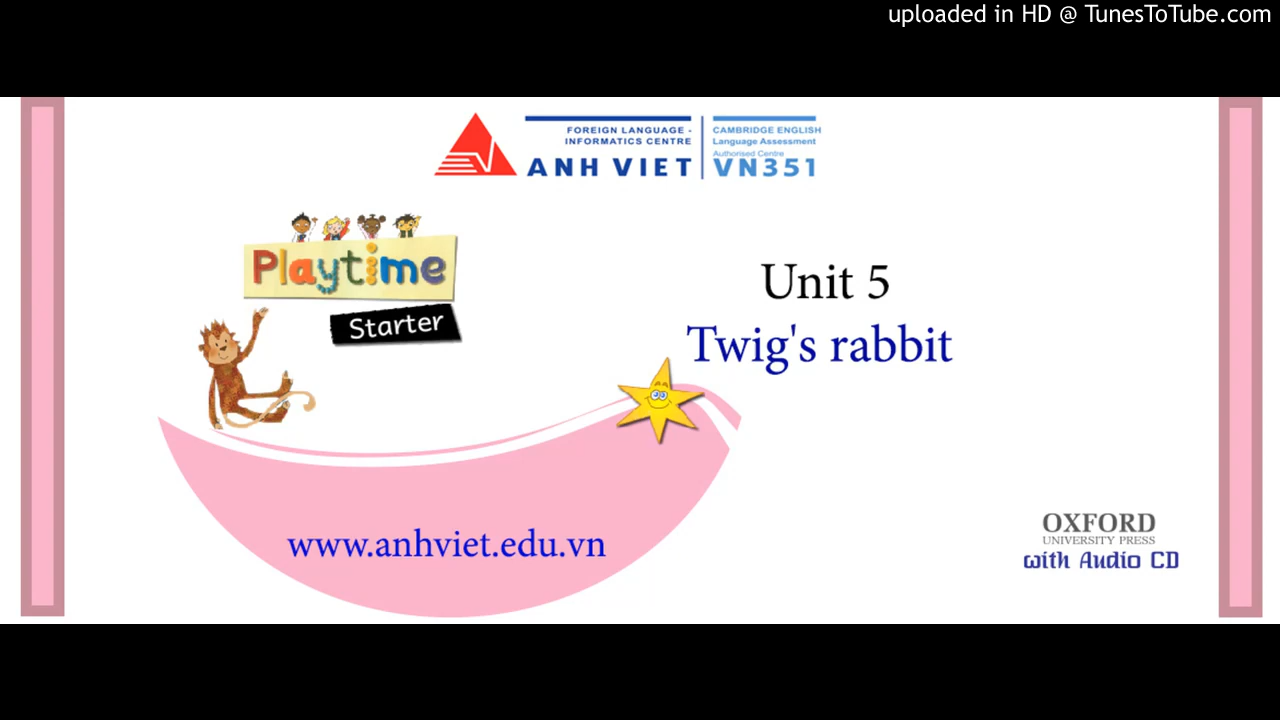 uploaded in HD @ TunesToTube.com
FOREIGN LANGUAGE -
INFORMATICS CENTRE
ANH VIET
CAMBRIDGE ENGLISH
Language Assessment
Authorised Centre
VN351
Playtime
Starter
Unit 5
Twig's rabbit
www.anhviet.edu.vn
OXFORD
UNIVERSITY PRESS
with Audio CD